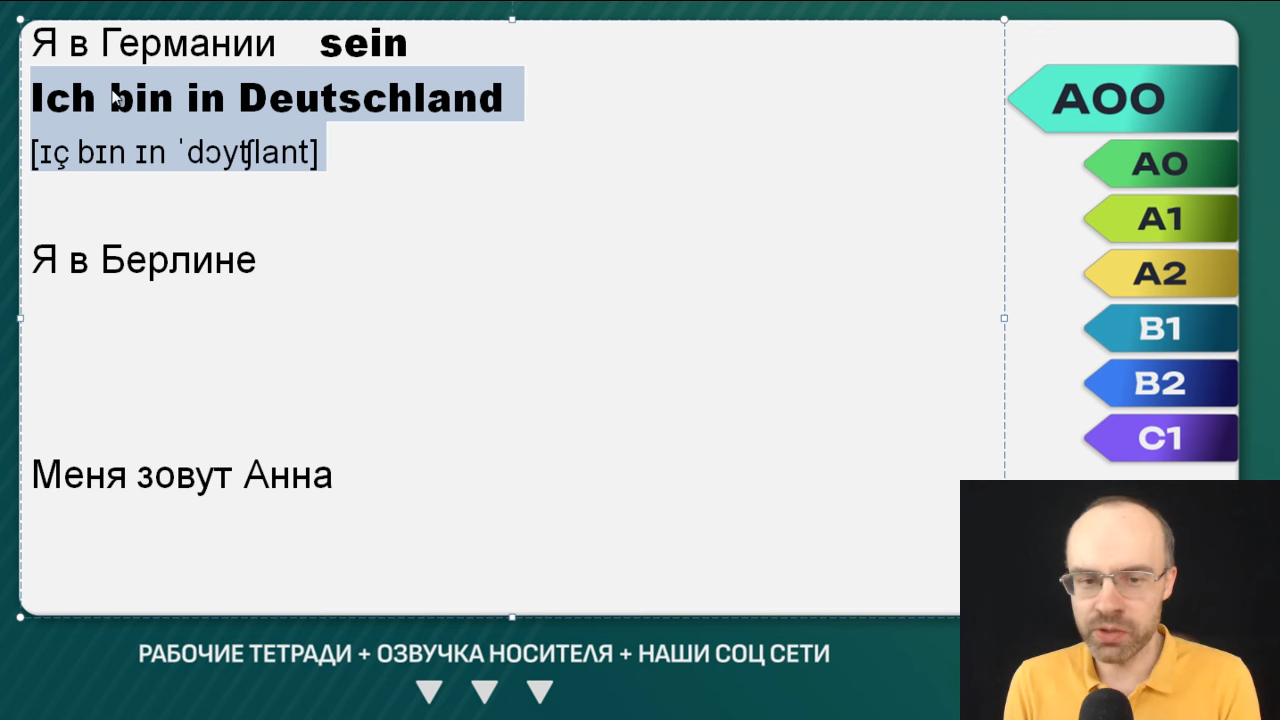 Я в Германии sein
Ich bin in Deutschland
[ɪç bɪn ɪn ˈdɔyʧlant]
Я в Берлине
Меня зовут Анна
A00
A0
A1
A2
B1
B2
C1
РАБОЧИЕ ТЕТРАДИ + ОЗВУЧКА НОСИТЕЛЯ + НАШИ СОЦ СЕТИ